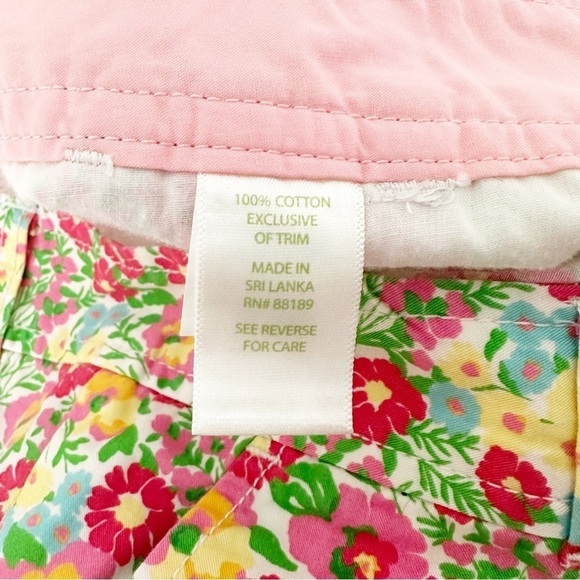 100% COTTON
EXCLUSIVE
OF TRIM
MADE IN
SRI LANKA
RN# 88189
SEE REVERSE
FOR CARE